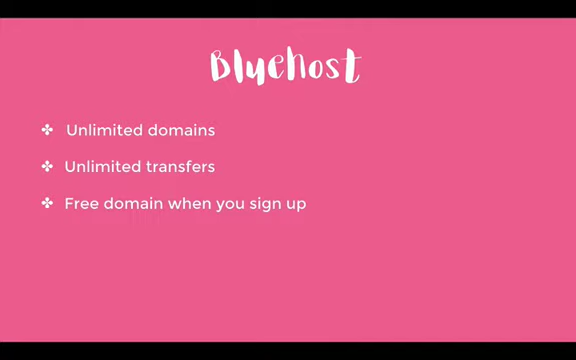 Bluehost
Unlimited domains
Unlimited transfers
Free domain when you sign up